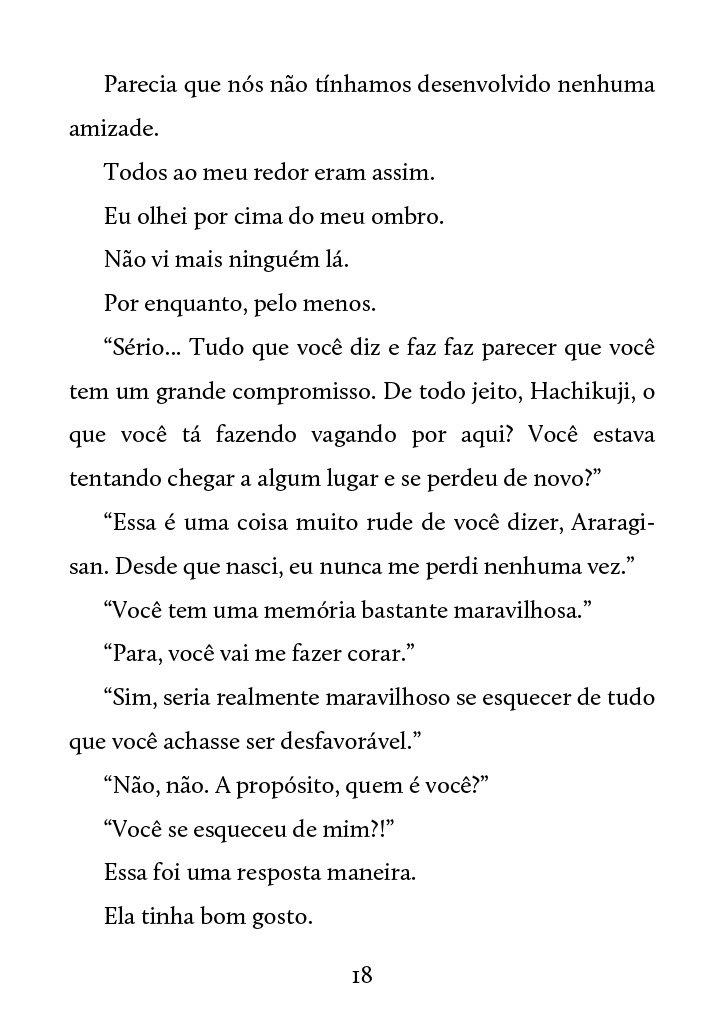 Parecia que nós não tínhamos desenvolvido nenhuma
amizade.
Todos ao meu redor eram assim.
Eu olhei por cima do meu ombro.
Não vi mais ninguém lá.
Por enquanto, pelo menos.
“Sério... Tudo que você diz e faz faz parecer que você
tem um grande compromisso. De todo jeito, Hachikuji, o
que você tá fazendo vagando por aqui? Você estava
tentando chegar a algum lugar e se perdeu de novo?”
“Essa é uma coisa muito rude de você dizer, Araragi-
san. Desde que nasci, eu nunca me perdi nenhuma vez.”
“Você tem uma memória bastante maravilhosa.”
“Para, você vai me fazer corar.”
“Sim, seria realmente maravilhoso se esquecer de tudo
que você achasse ser desfavorável.”
“Não, não. A propósito, quem é você?”
“Você se esqueceu de mim?!”
Essa foi uma resposta maneira.
Ela tinha bom gosto.
18